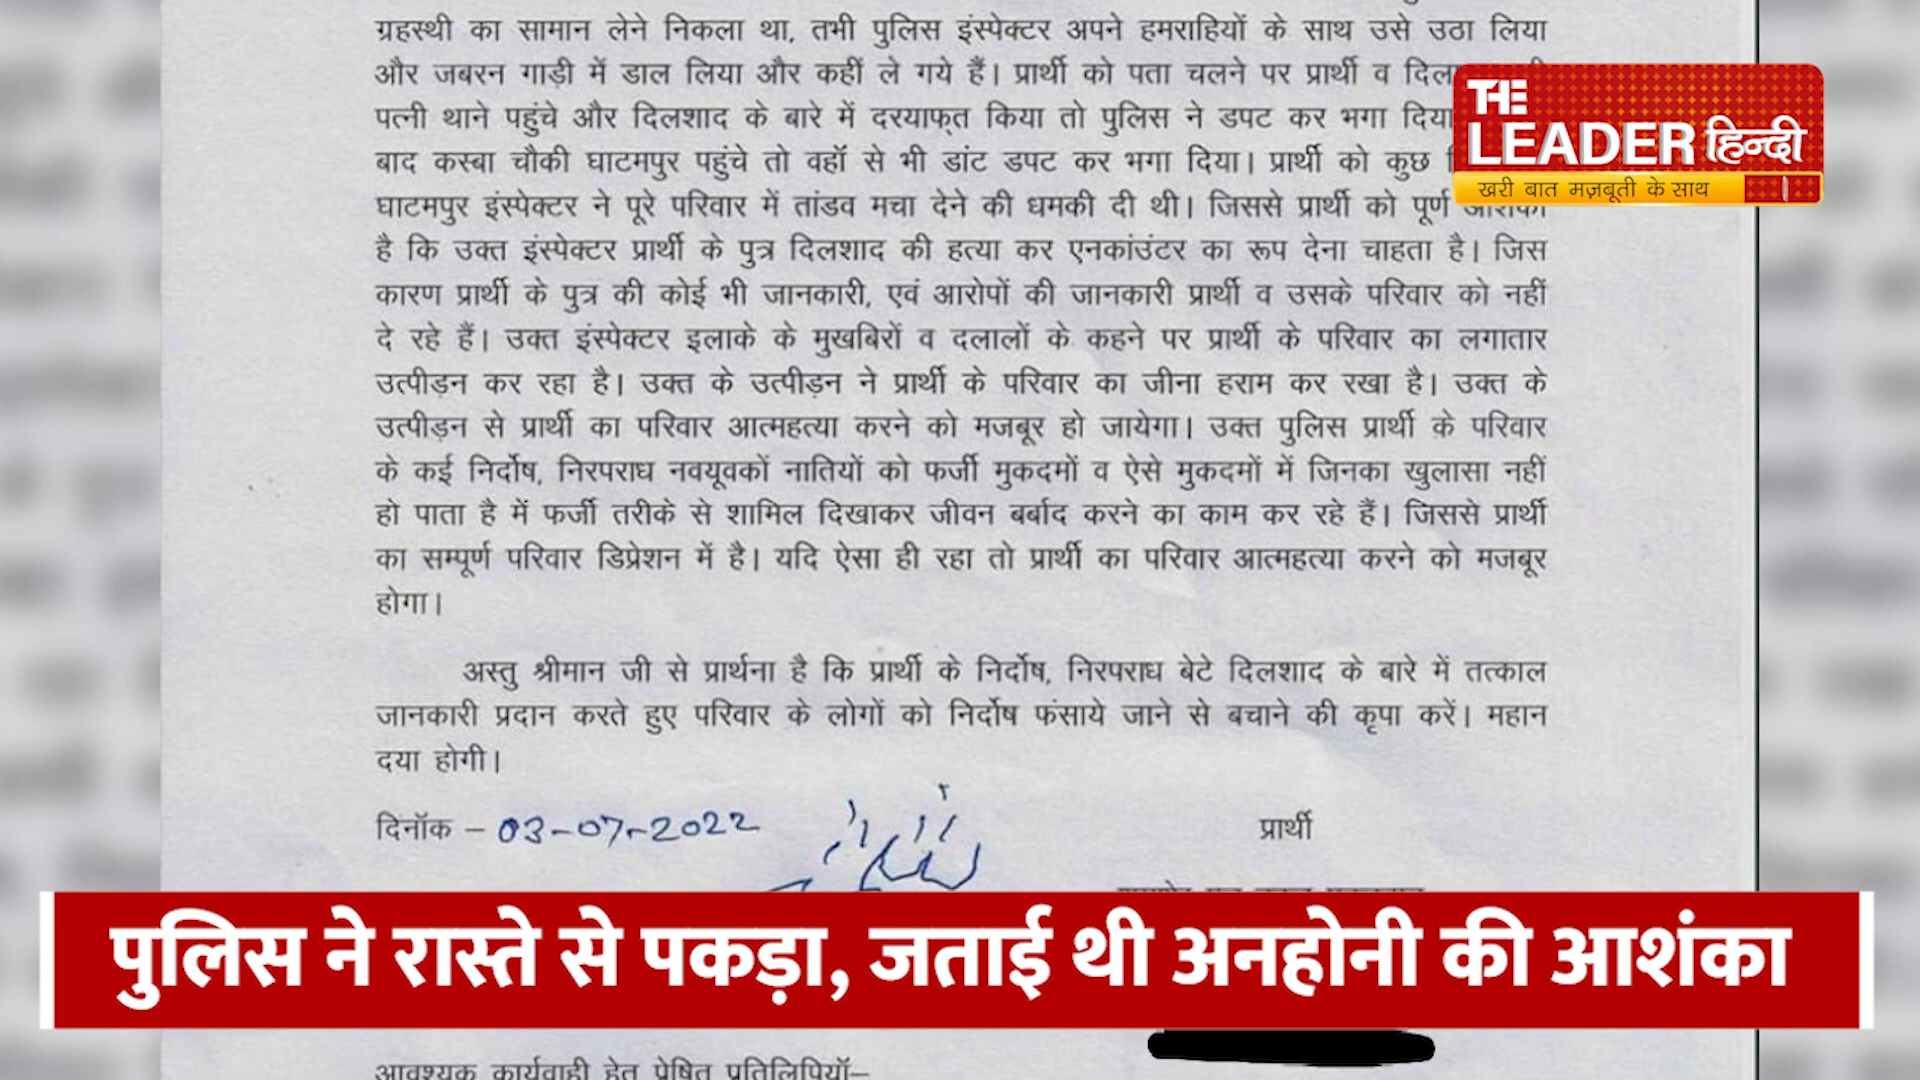 ग्रहस्थी का सामान लेने निकला था, तभी पुलिस इंस्पेक्टर अपने हमराहियों के साथ उसे उठा लिया
और जबरन गाड़ी में डाल लिया और कहीं ले गये हैं। प्रार्थी को पता चलने पर प्रार्थी व
पत्नी थाने पहुंचे और दिलशाद के बारे में दरयाफ्त किया तो पुलिस ने डपट कर भगा दिया
बाद कस्बा चौकी घाटमपुर पहुंचे तो वहॉ से भी डांट डपट कर भगा दिया। प्रार्थी को कुछ
घाटमपुर इंस्पेक्टर ने पूरे परिवार में तांडव मचा देने की धमकी दी थी। जिससे प्रार्थी को पूर्ण
है कि उक्त इंस्पेक्टर प्रार्थी के पुत्र दिलशाद की हत्या कर एनकांउंटर का रूप देना चाहता है। जिस
कारण प्रार्थी के पुत्र की कोई भी जानकारी, एवं आरोपों की जानकारी प्रार्थी व उसके परिवार को नहीं
दे रहे हैं। उक्त इंस्पेक्टर इलाके के मुखबिरों व दलालों के कहने पर प्रार्थी के परिवार का लगातार
उत्पीड़न कर रहा है। उक्त के उत्पीड़न ने प्रार्थी के परिवार का जीना हराम कर रखा है। उक्त के
उत्पीड़न से प्रार्थी का परिवार आत्महत्या करने को मजबूर हो जायेगा। उक्त पुलिस प्रार्थी के परिवार
के कई निर्दोष, निरपराध नवयूवकों नातियों को फर्जी मुकदमों व ऐसे मुकदमों में जिनका खुलासा नहीं
हो पाता है में फर्जी तरीके से शामिल दिखाकर जीवन बर्बाद करने का काम कर रहे हैं। जिससे प्रार्थी
का सम्पूर्ण परिवार डिप्रेशन में है। यदि ऐसा ही रहा तो प्रार्थी का परिवार आत्महत्या करने को मजबूर
होगा।
अस्तु श्रीमान जी से प्रार्थना है कि प्रार्थी के निर्दोष, निरपराध बेटे दिलशाद के बारे में तत्काल
जानकारी प्रदान करते हुए परिवार के लोगों को निर्दोष फंसाये जाने से बचाने की कृपा करें। महान
दया होगी।
दिनॉक – 03-07-2022
प्रार्थी
आवश्यक कार्यवाही हेतु प्रेषित प्रतिलिपियॉ–
THE
LEADER हिन्दी
खरी बात मज़बूती के साथ
पुलिस ने रास्ते से पकड़ा, जताई थी अनहोनी की आशंका